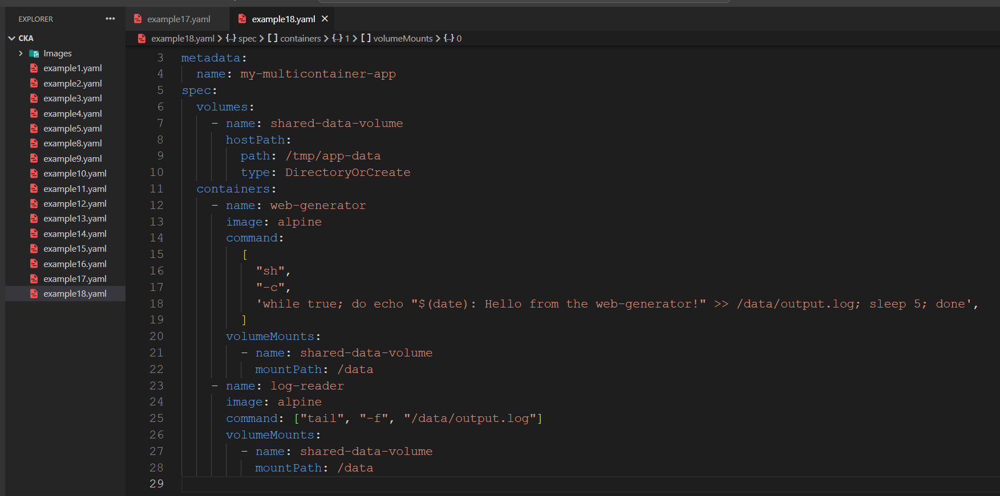 EXPLORER
CKA
Images
example1.yaml
example2.yaml
example3.yaml
example4.yaml
example5.yaml
example8.yaml
example9.yaml
example10.yaml
example11.yaml
example12.yaml
example13.yaml
example14.yaml
example15.yaml
example16.yaml
example17.yaml
example18.yaml
example17.yaml
example18.yaml
example18.yaml > {..} spec > [ ] containers > {..} 1 > [ ] volumeMounts > {..} 0
3 metadata:
4   name: my-multicontainer-app
5 spec:
6   volumes:
7     - name: shared-data-volume
8       hostPath:
9         path: /tmp/app-data
10         type: DirectoryOrCreate
11   containers:
12     - name: web-generator
13       image: alpine
14       command:
15         [
16           "sh",
17           "-c",
18           'while true; do echo "$(date): Hello from the web-generator!" >> /data/output.log; sleep 5; done',
19         ]
20       volumeMounts:
21         - name: shared-data-volume
22           mountPath: /data
23     - name: log-reader
24       image: alpine
25       command: ["tail", "-f", "/data/output.log"]
26       volumeMounts:
27         - name: shared-data-volume
28           mountPath: /data
29